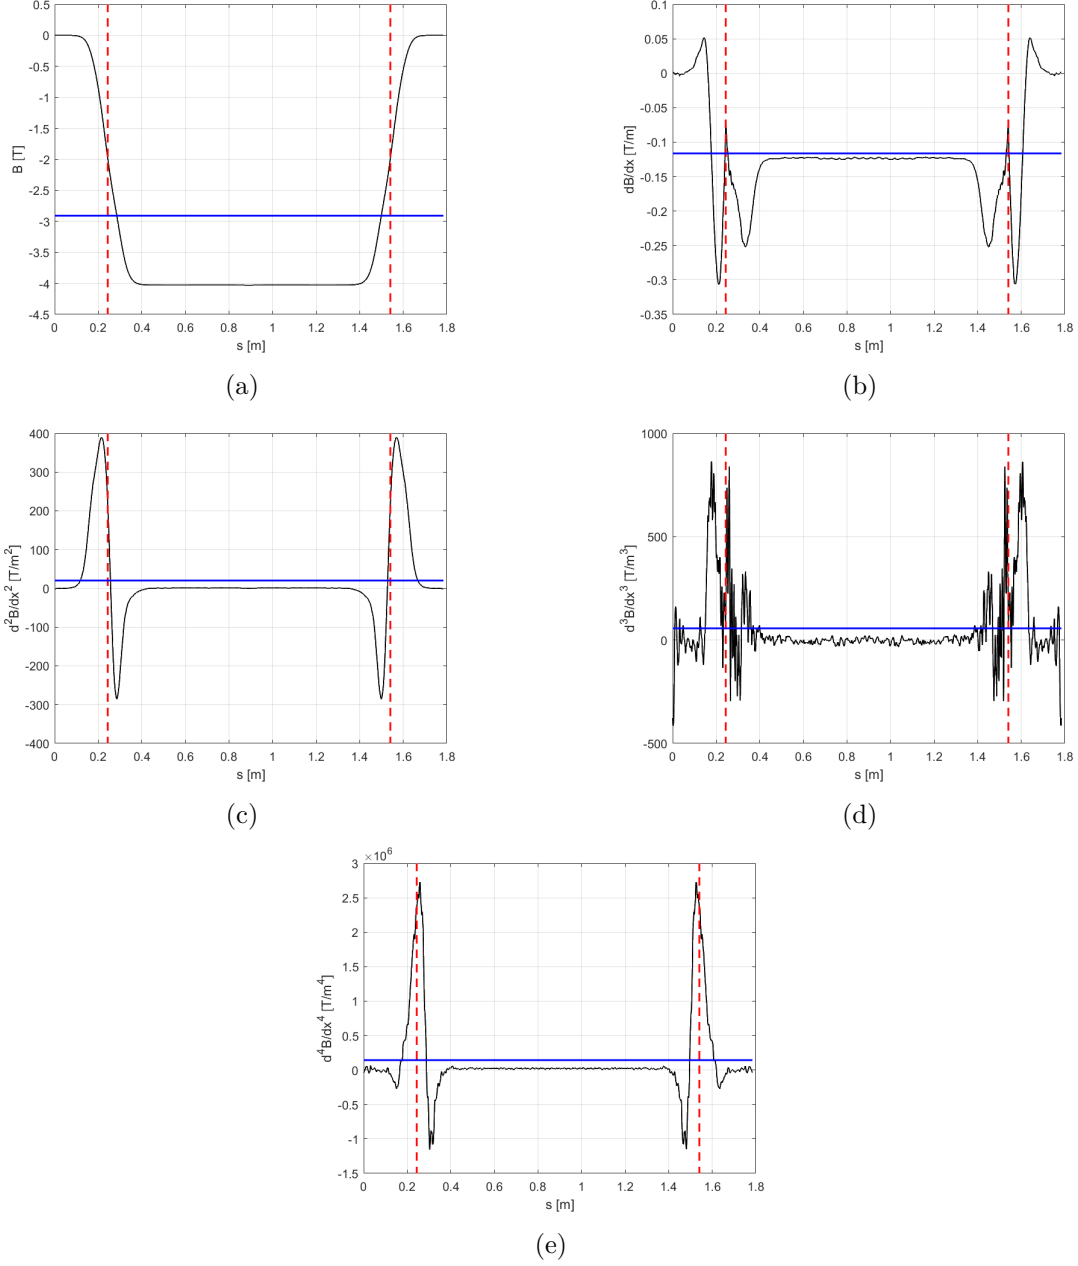 0.5
0
-0.5
-1
-1.5
-2
-2.5
-3
-3.5
-4
-4.5
B [T]
0 0.2 0.4 0.6 0.8 1 1.2 1.4 1.6 1.8
s [m]
(a)
0.1
0.05
0
-0.05
-0.1
-0.15
-0.2
-0.25
-0.3
-0.35
dB/dx [T/m]
0 0.2 0.4 0.6 0.8 1 1.2 1.4 1.6 1.8
s [m]
(b)
400
300
200
100
0
-100
-200
-300
-400
d²B/dx² [T/m²]
0 0.2 0.4 0.6 0.8 1 1.2 1.4 1.6 1.8
s [m]
(c)
1000
500
0
-500
d³B/dx³ [T/m³]
0 0.2 0.4 0.6 0.8 1 1.2 1.4 1.6 1.8
s [m]
(d)
×10⁶
3
2.5
2
1.5
1
0.5
0
-0.5
-1
-1.5
d⁴B/dx⁴ [T/m⁴]
0 0.2 0.4 0.6 0.8 1 1.2 1.4 1.6 1.8
s [m]
(e)